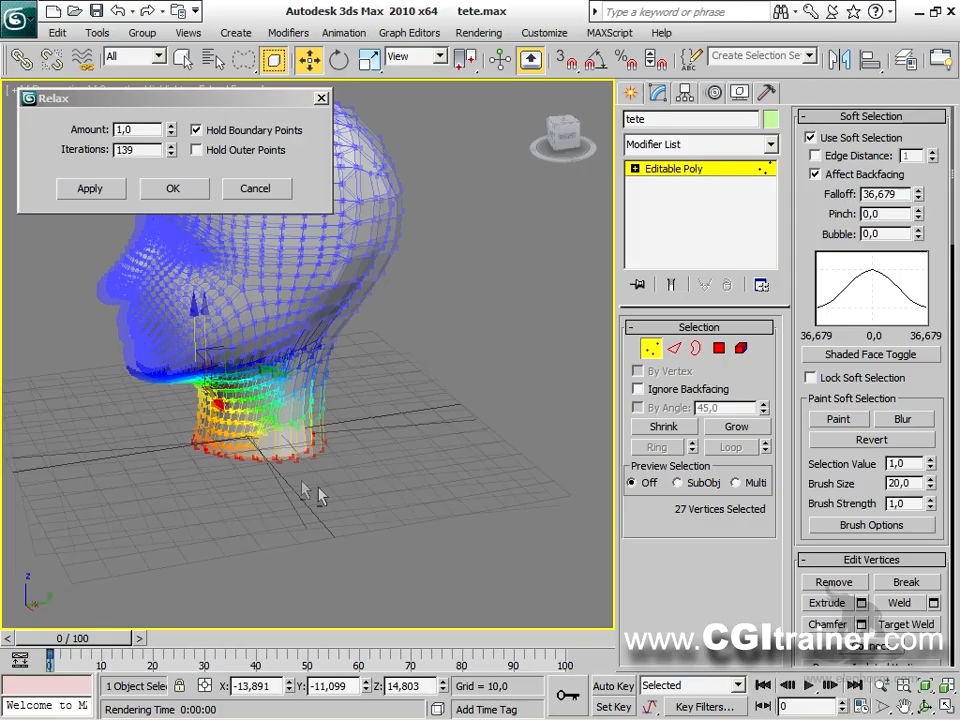 Autodesk 3ds Max 2010 x64 tete.max
Type a keyword or phrase
Edit Tools Group Views Create Modifiers Animation Graph Editors Rendering Customize MAXScript Help
All View Create Selection Se
Relax
Amount: 1,0 Hold Boundary Points
Iterations: 139 Hold Outer Points
Apply OK Cancel
tete
Modifier List
Editable Poly
Selection
By Vertex
Ignore Backfacing
By Angle: 45,0
Shrink Grow
Ring Loop
Preview Selection
Off SubObj Multi
27 Vertices Selected
Soft Selection
Use Soft Selection
Edge Distance: 1
Affect Backfacing
Falloff: 36,679
Pinch: 0,0
Bubble: 0,0
36,679 0,0 36,679
Shaded Face Toggle
Lock Soft Selection
Paint Soft Selection
Paint Blur
Revert
Selection Value 1,0
Brush Size 20,0
Brush Strength 1,0
Brush Options
Edit Vertices
Remove Break
Extrude Weld
Chamfer Target Weld
www.CGItrainer.com
z
0 / 100
0 10 20 30 40 50 60 70 80 90 100
1 Object Selec X: -13,891 Y: -11,099 Z: 14,803 Grid = 10,0 Auto Key Selected
Welcome to M Rendering Time 0:00:00 Add Time Tag Set Key Key Filters... 0